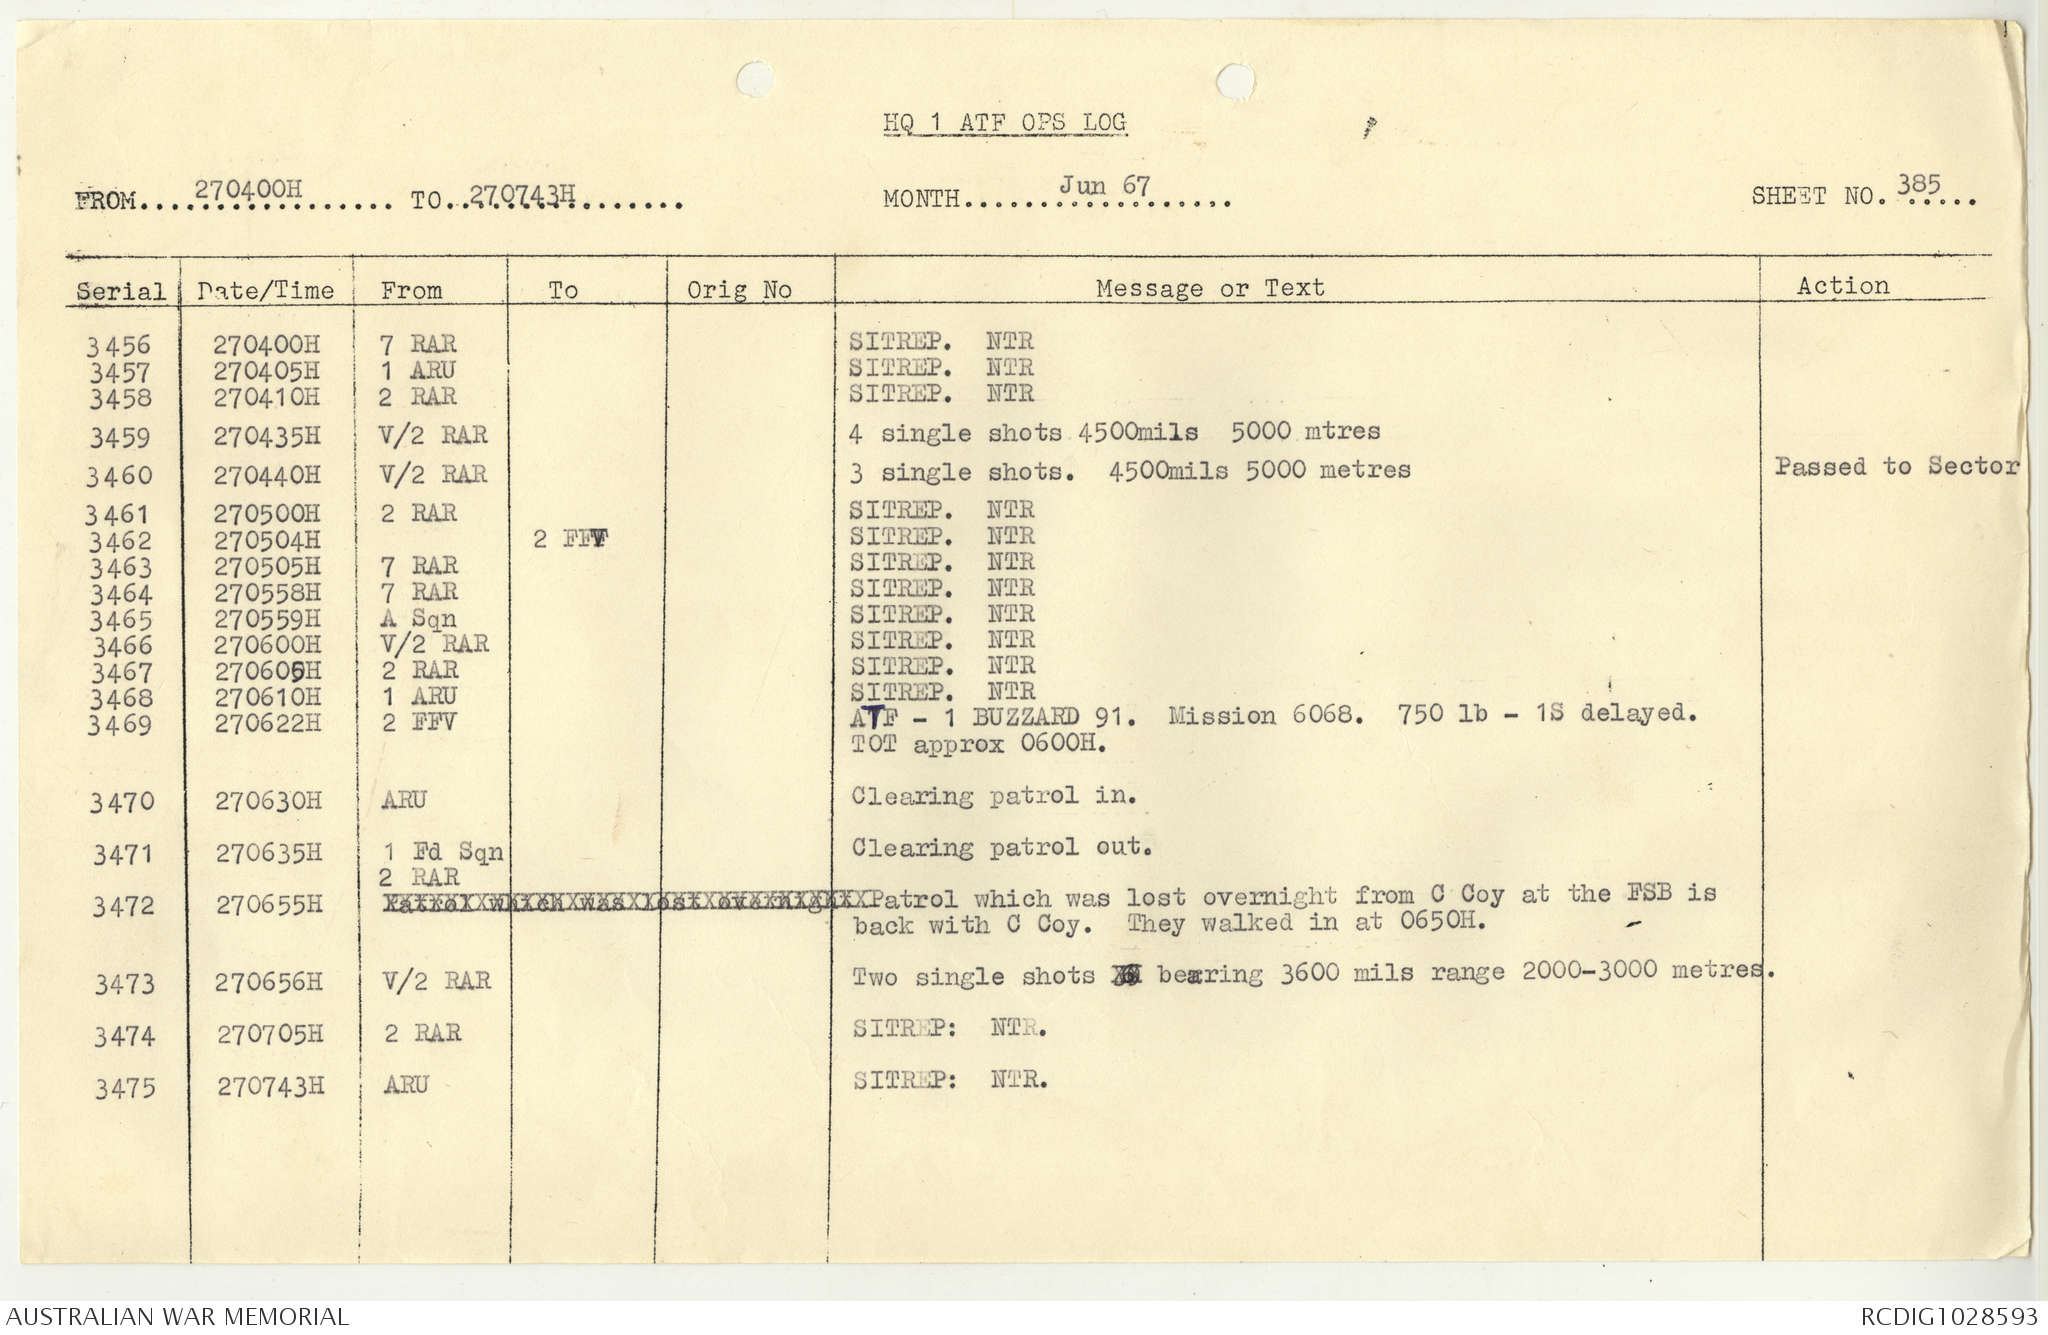 HQ 1 ATF OPS LOG
FROM....270400H.... TO..270743H.... MONTH....Jun 67.... SHEET NO. 385
Serial Date/Time From To Orig No Message or Text Action
3456 270400H 7 RAR SITREP. NTR
3457 270405H 1 ARU SITREP. NTR
3458 270410H 2 RAR SITREP. NTR
3459 270435H V/2 RAR 4 single shots 4500mils 5000 mtres
3460 270440H V/2 RAR 3 single shots. 4500mils 5000 metres Passed to Sector
3461 270500H 2 RAR SITREP. NTR
3462 270504H 2 FFV SITREP. NTR
3463 270505H 7 RAR SITREP. NTR
3464 270558H 7 RAR SITREP. NTR
3465 270559H A Sqn SITREP. NTR
3466 270600H V/2 RAR SITREP. NTR
3467 270605H 2 RAR SITREP. NTR
3468 270610H 1 ARU SITREP. NTR
3469 270622H 2 FFV ATF - 1 BUZZARD 91. Mission 6068. 750 lb - 1S delayed.
TOT approx 0600H.
3470 270630H ARU Clearing patrol in.
3471 270635H 1 Fd Sqn Clearing patrol out.
2 RAR
3472 270655H Patrol which was lost overnight Patrol which was lost overnight from C Coy at the FSB is
back with C Coy. They walked in at 0650H.
3473 270656H V/2 RAR Two single shots bearing 3600 mils range 2000-3000 metres.
3474 270705H 2 RAR SITREP: NTR.
3475 270743H ARU SITREP: NTR.
AUSTRALIAN WAR MEMORIAL RCDIG1028593